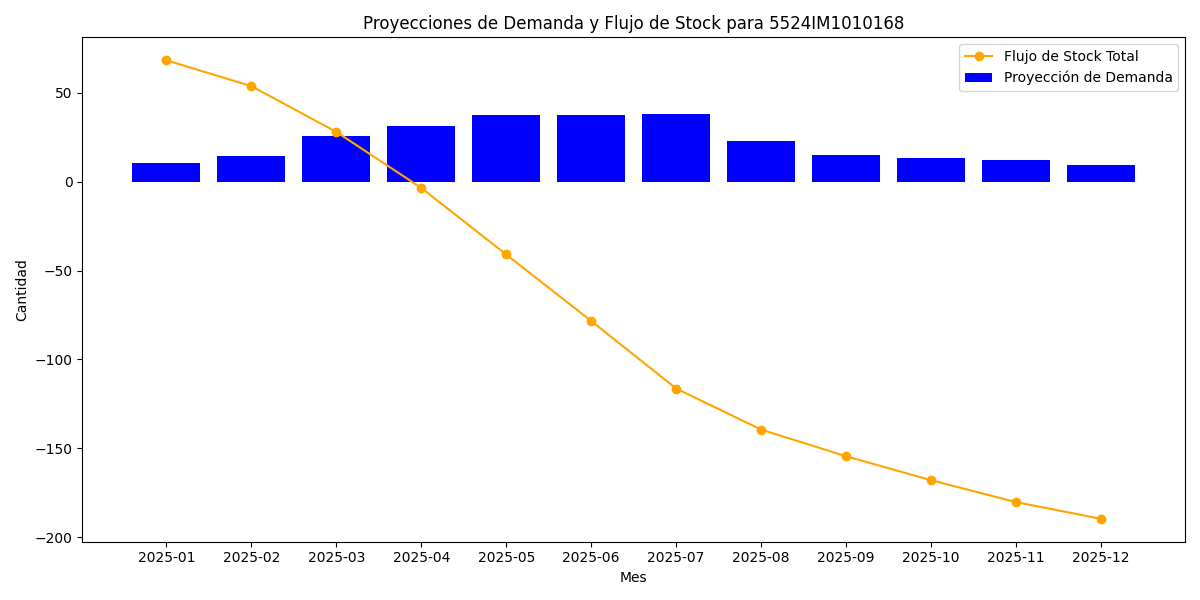 Proyecciones de Demanda y Flujo de Stock para 5524IM1010168
Flujo de Stock Total
Proyección de Demanda
Cantidad
50
0
−50
−100
−150
−200
2025-01 2025-02 2025-03 2025-04 2025-05 2025-06 2025-07 2025-08 2025-09 2025-10 2025-11 2025-12
Mes